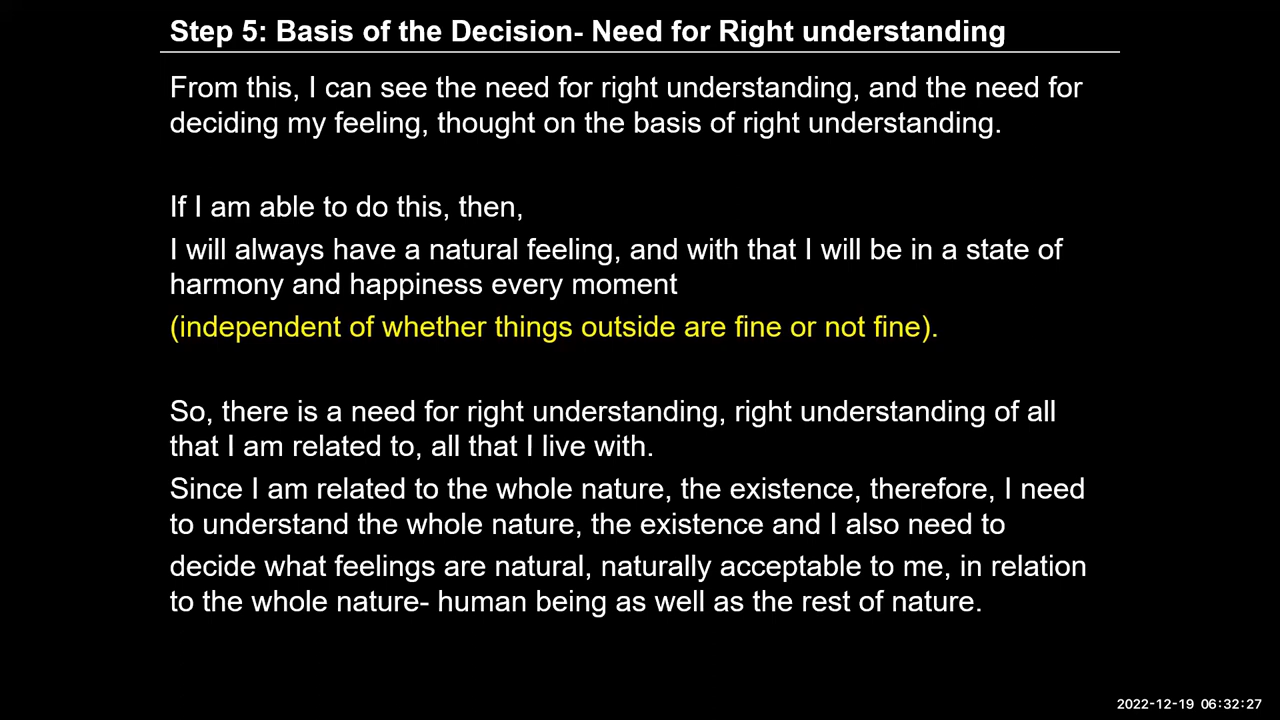 Step 5: Basis of the Decision- Need for Right understanding
From this, I can see the need for right understanding, and the need for
deciding my feeling, thought on the basis of right understanding.
If I am able to do this, then,
I will always have a natural feeling, and with that I will be in a state of
harmony and happiness every moment
(independent of whether things outside are fine or not fine).
So, there is a need for right understanding, right understanding of all
that I am related to, all that I live with.
Since I am related to the whole nature, the existence, therefore, I need
to understand the whole nature, the existence and I also need to
decide what feelings are natural, naturally acceptable to me, in relation
to the whole nature- human being as well as the rest of nature.
2022-12-19 06:32:27